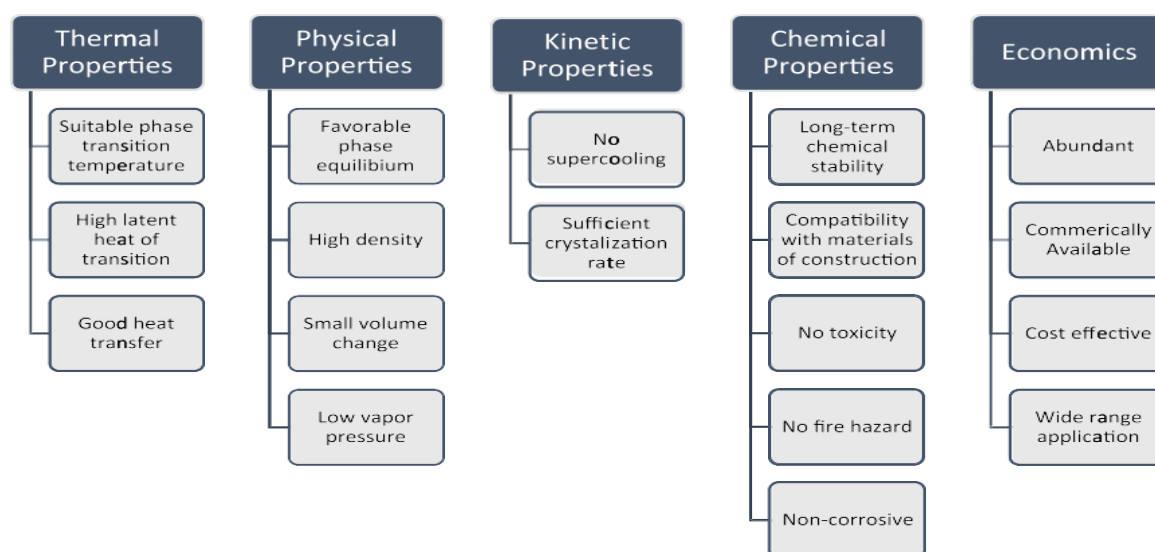 Thermal
Properties
Suitable phase
transition
temperature
High latent
heat of
transition
Good heat
transfer
Physical
Properties
Favorable
phase
equilibium
High density
Small volume
change
Low vapor
pressure
Kinetic
Properties
No
supercooling
Sufficient
crystalization
rate
Chemical
Properties
Long-term
chemical
stability
Compatibility
with materials
of construction
No toxicity
No fire hazard
Non-corrosive
Economics
Abundant
Commerically
Available
Cost effective
Wide range
application